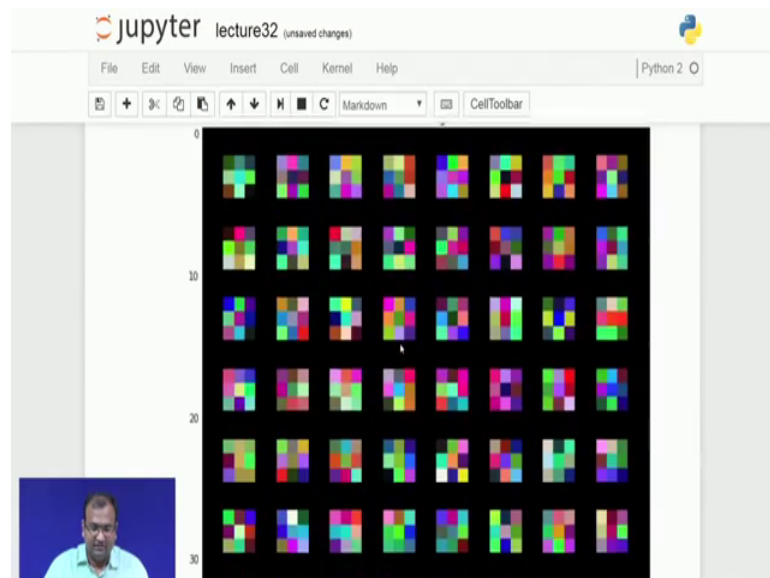 jupyter lecture32 (unsaved changes)
File Edit View Insert Cell Kernel Help Python 2
Markdown CellToolbar
0
10
20
30